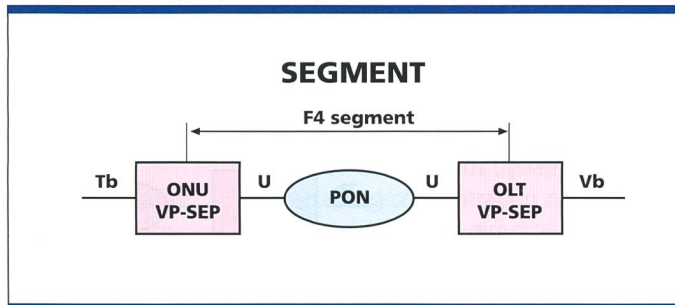 SEGMENT
F4 segment
Tb
ONU
VP-SEP
U
PON
U
OLT
VP-SEP
Vb